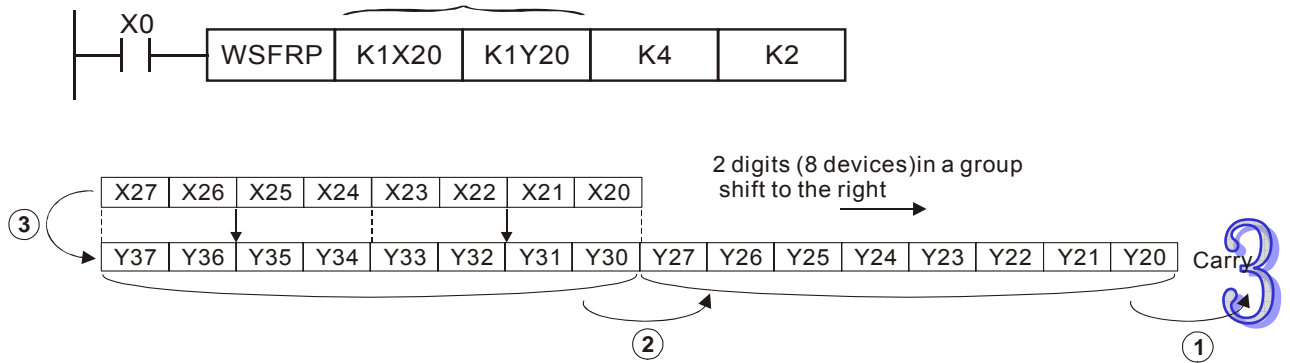 X0
WSFRP K1X20 K1Y20 K4 K2
2 digits (8 devices)in a group
shift to the right
X27 X26 X25 X24 X23 X22 X21 X20
3
Y37 Y36 Y35 Y34 Y33 Y32 Y31 Y30 Y27 Y26 Y25 Y24 Y23 Y22 Y21 Y20 Carry
3
2
1